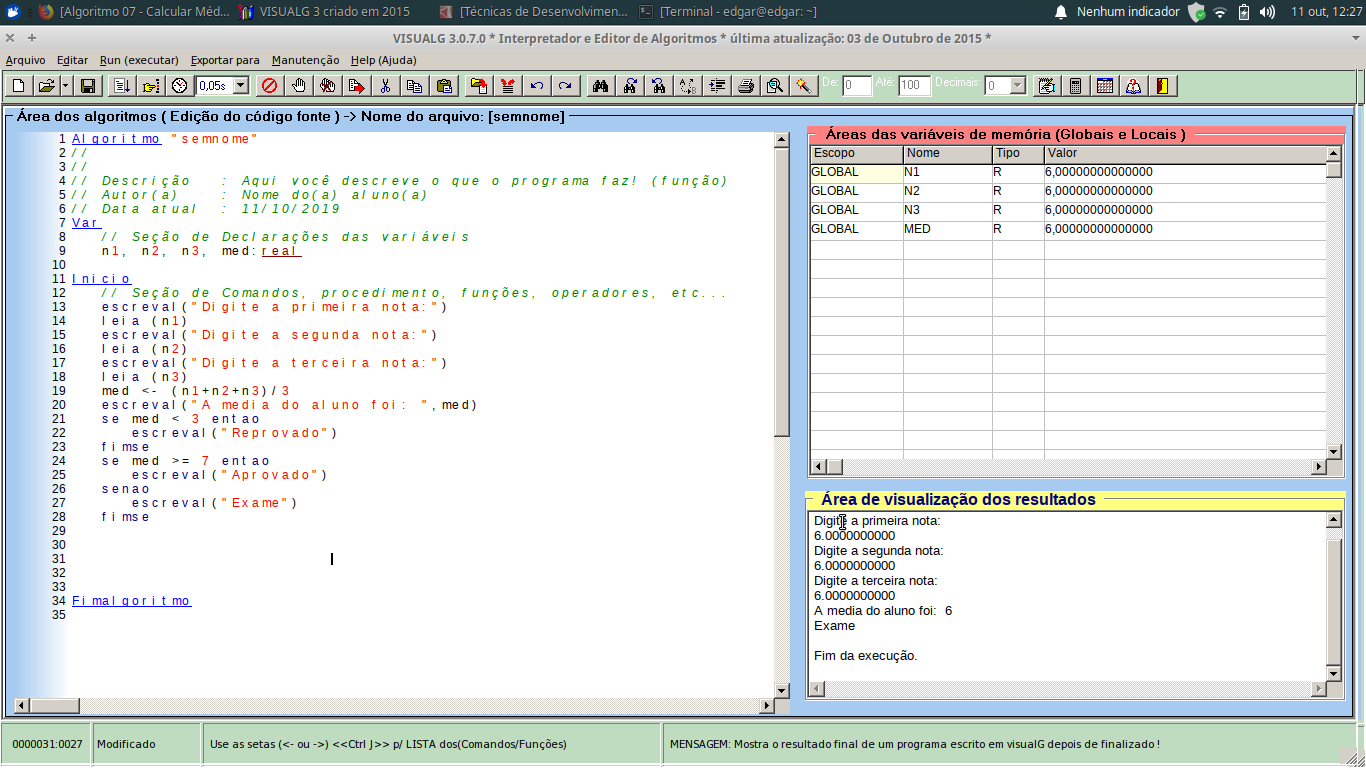 [Algoritmo 07 - Calcular Méd... VISUALG 3 criado em 2015 [Técnicas de Desenvolvimen... [Terminal - edgar@edgar: ~] Nenhum indicador 11 out, 12:27
VISUALG 3.0.7.0 * Interpretador e Editor de Algoritmos * última atualização: 03 de Outubro de 2015 *
Arquivo Editar Run (executar) Exportar para Manutenção Help (Ajuda)
0,05s De: 0 Até: 100 Decimais: 0
Área dos algoritmos ( Edição do código fonte ) -> Nome do arquivo: [semnome]
1 Algoritmo "semnome"
2 //
3 //
4 // Descrição : Aqui você descreve o que o programa faz! (função)
5 // Autor(a) : Nome do(a) aluno(a)
6 // Data atual : 11/10/2019
7 Var
8 // Seção de Declarações das variáveis
9 n1, n2, n3, med: real
10
11 Inicio
12 // Seção de Comandos, procedimento, funções, operadores, etc...
13 escreval("Digite a primeira nota:")
14 leia (n1)
15 escreval("Digite a segunda nota:")
16 leia (n2)
17 escreval("Digite a terceira nota:")
18 leia (n3)
19 med <- (n1+n2+n3)/3
20 escreval("A media do aluno foi: ",med)
21 se med < 3 entao
22 escreval("Reprovado")
23 fimse
24 se med >= 7 entao
25 escreval("Aprovado")
26 senao
27 escreval("Exame")
28 fimse
29
30
31
32
33
34 Fimalgoritmo
35
Áreas das variáveis de memória (Globais e Locais )
Escopo Nome Tipo Valor
GLOBAL N1 R 6,00000000000000
GLOBAL N2 R 6,00000000000000
GLOBAL N3 R 6,00000000000000
GLOBAL MED R 6,00000000000000
Área de visualização dos resultados
Digite a primeira nota:
6.0000000000
Digite a segunda nota:
6.0000000000
Digite a terceira nota:
6.0000000000
A media do aluno foi: 6
Exame
Fim da execução.
0000031:0027 Modificado Use as setas (<- ou ->) <<Ctrl J>> p/ LISTA dos(Comandos/Funções) MENSAGEM: Mostra o resultado final de um programa escrito em visualG depois de finalizado !